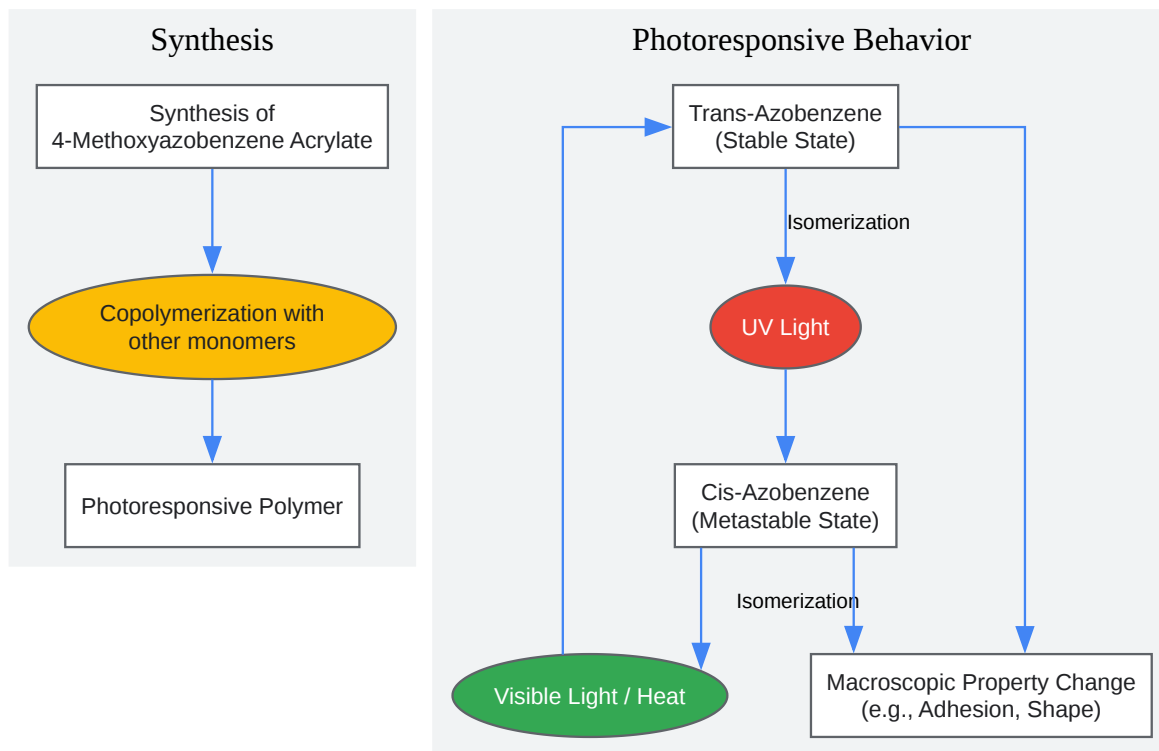 Synthesis
Synthesis of
4-Methoxyazobenzene Acrylate
Copolymerization with
other monomers
Photoresponsive Polymer
Photoresponsive Behavior
Trans-Azobenzene
(Stable State)
Isomerization
UV Light
Cis-Azobenzene
(Metastable State)
Isomerization
Visible Light / Heat
Macroscopic Property Change
(e.g., Adhesion, Shape)